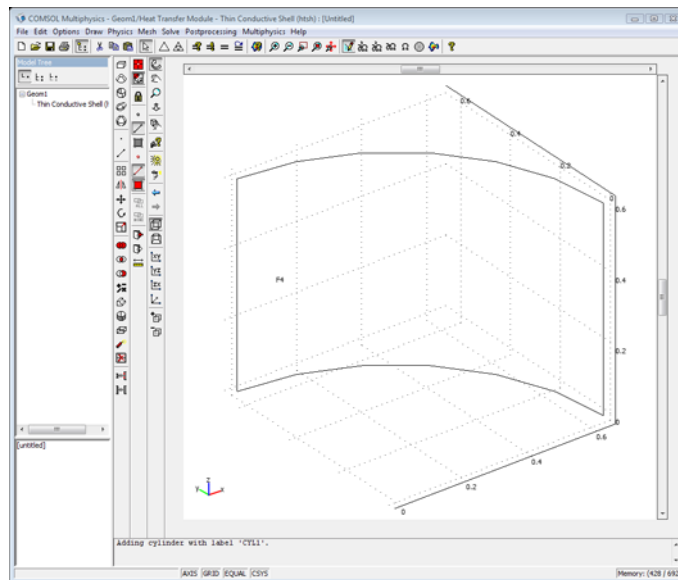 COMSOL Multiphysics - Geom1/Heat Transfer Module - Thin Conductive Shell (htsh) : [Untitled]
File Edit Options Draw Physics Mesh Solve Postprocessing Multiphysics Help
Model Tree
Geom1
Thin Conductive Shell (h
0.6
0.4
0.2
0
0.6
F4
0.4
0.2
0
0.6
0.4
0.2
0
[untitled]
z
y
x
Adding cylinder with label 'CYL1'.
AXIS GRID EQUAL CSYS
Memory: (428 / 692